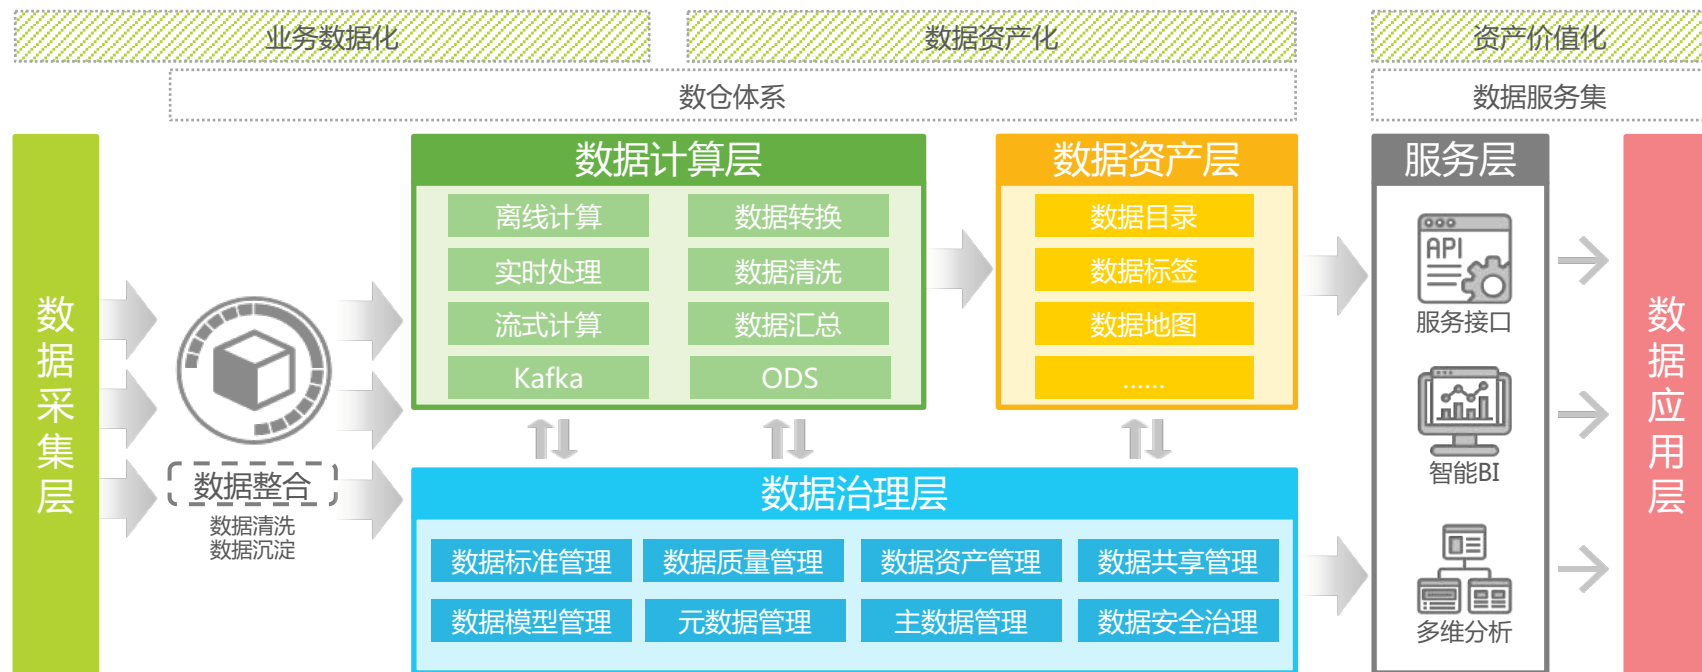 业务数据化
数据资产化
资产价值化
数仓体系
数据服务集
数据采集层
数据整合
数据清洗
数据沉淀
数据计算层
离线计算
数据转换
实时处理
数据清洗
流式计算
数据汇总
Kafka
ODS
数据资产层
数据目录
数据标签
数据地图
......
数据治理层
数据标准管理
数据质量管理
数据资产管理
数据共享管理
数据模型管理
元数据管理
主数据管理
数据安全治理
服务层
API
服务接口
智能BI
多维分析
数据应用层